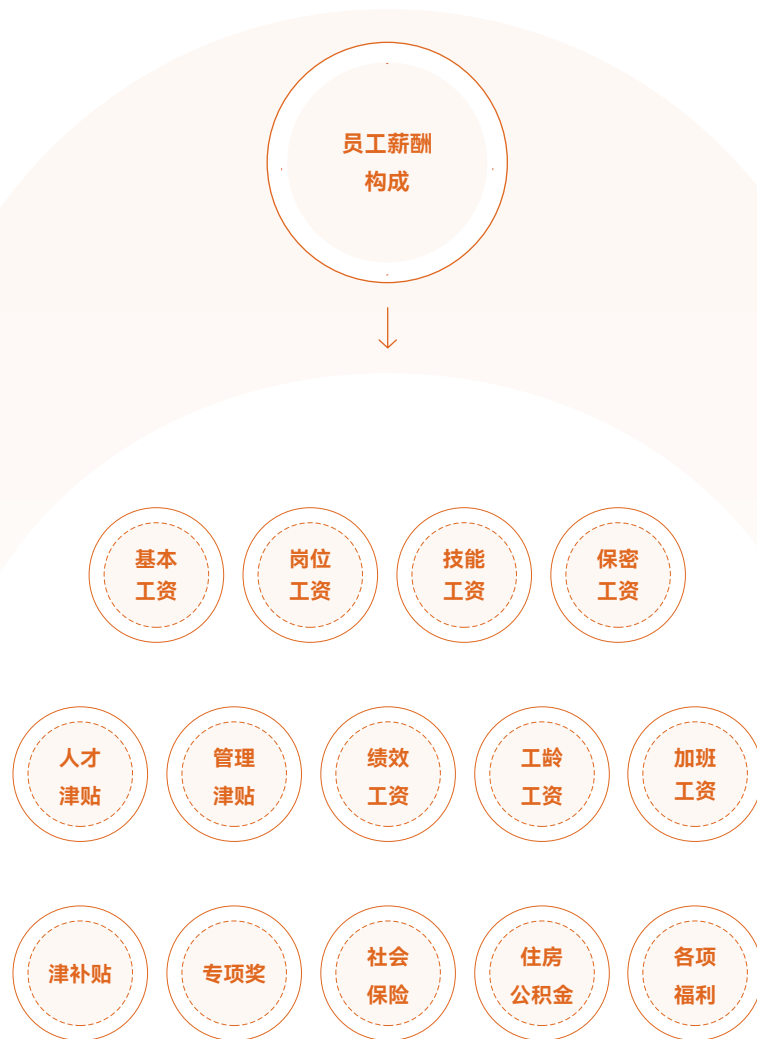 员工薪酬
构成
基本
工资
岗位
工资
技能
工资
保密
工资
人才
津贴
管理
津贴
绩效
工资
工龄
工资
加班
工资
津补贴
专项奖
社会
保险
住房
公积金
各项
福利